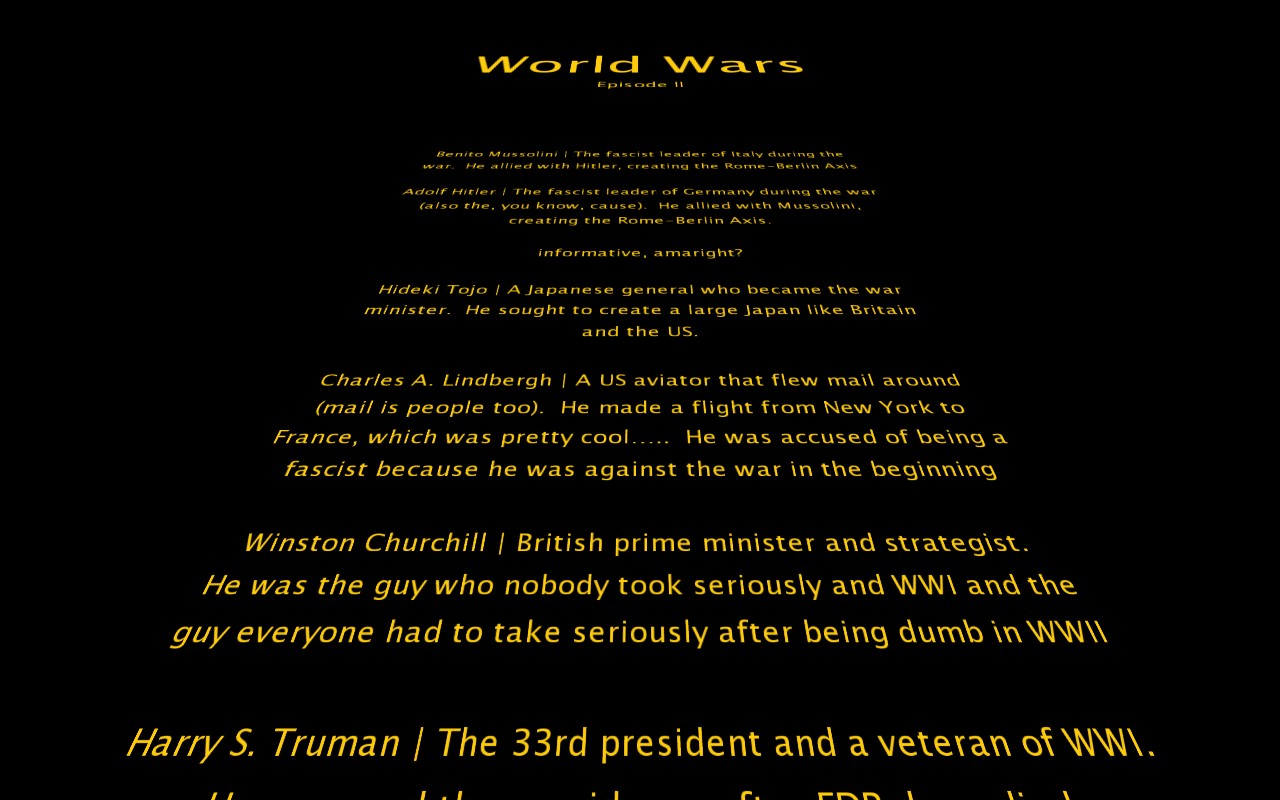 World Wars
Episode II
Benito Mussolini | The fascist leader of Italy during the
war.  He allied with Hitler, creating the Rome-Berlin Axis
Adolf Hitler | The fascist leader of Germany during the war
(also the, you know, cause).  He allied with Mussolini,
creating the Rome-Berlin Axis.
informative, amaright?
Hideki Tojo | A Japanese general who became the war
minister.  He sought to create a large Japan like Britain
and the US.
Charles A. Lindbergh | A US aviator that flew mail around
(mail is people too).  He made a flight from New York to
France, which was pretty cool.....  He was accused of being a
fascist because he was against the war in the beginning
Winston Churchill | British prime minister and strategist.
He was the guy who nobody took seriously and WWI and the
guy everyone had to take seriously after being dumb in WWII
Harry S. Truman | The 33rd president and a veteran of WWI.